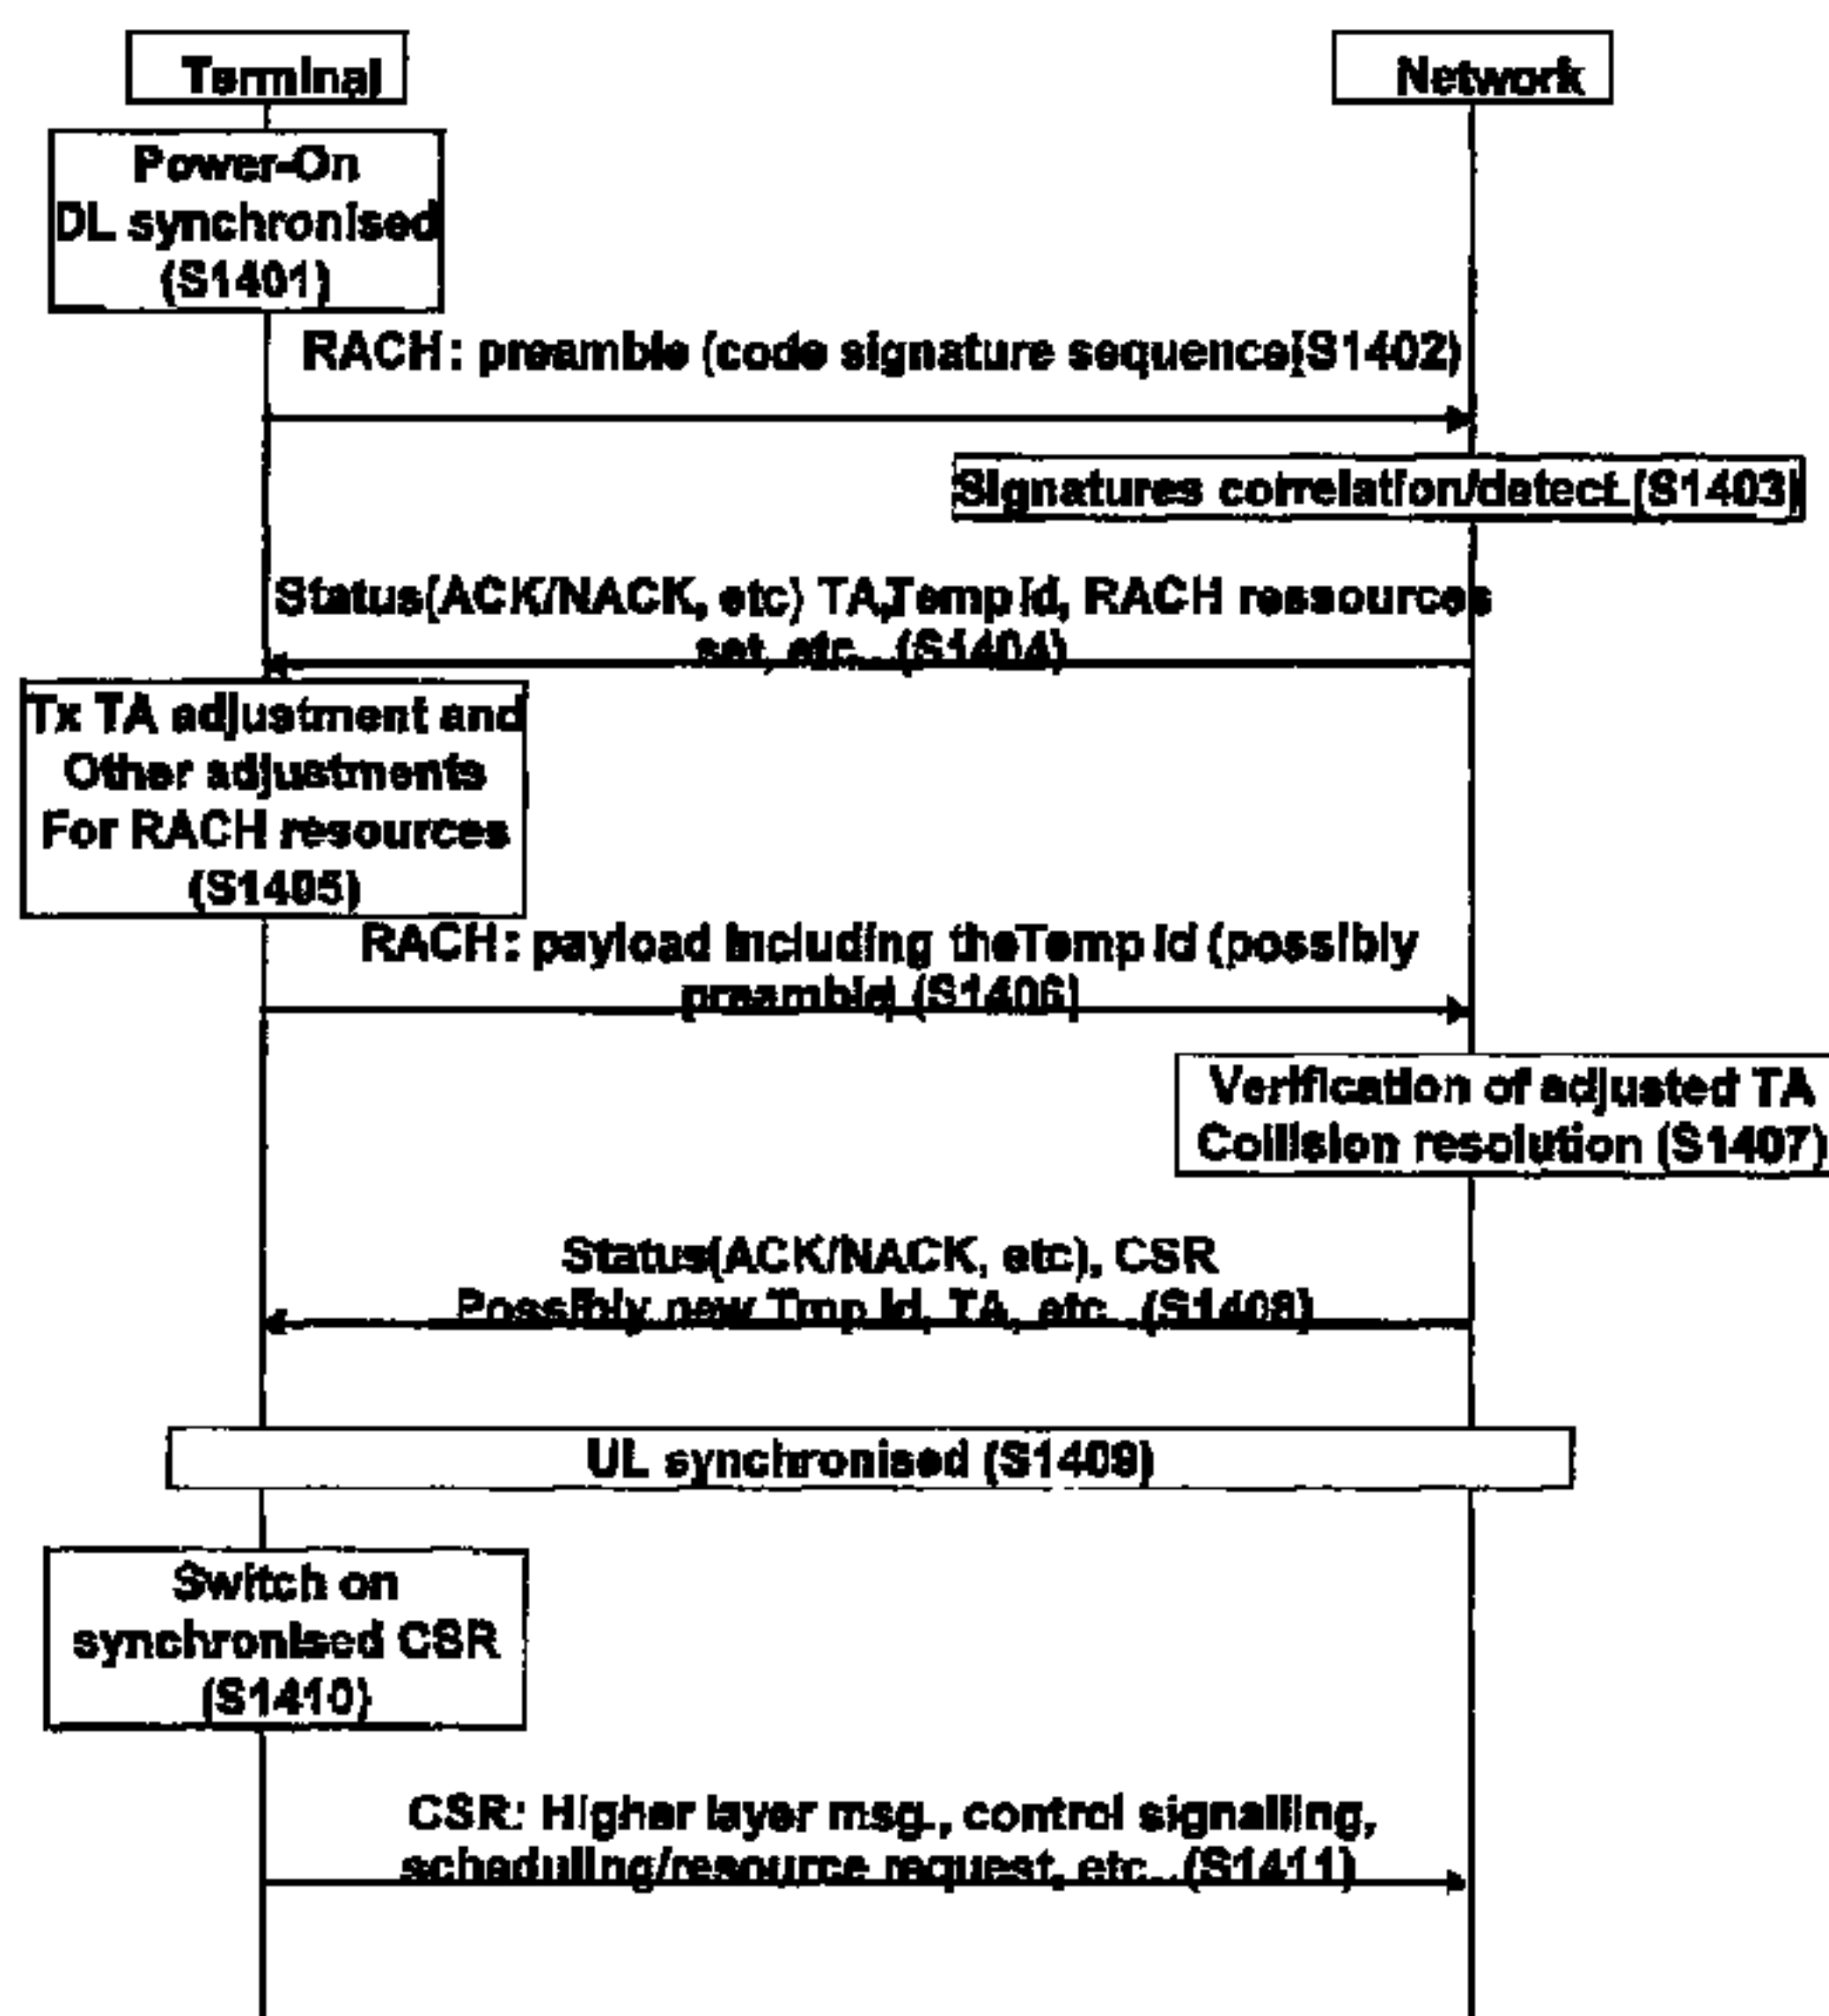 Terminal
Network
Power-On
DL synchronised
(S1401)
RACH: preamble (code signature sequence(S1402)
Signatures correlation/detect.(S1403)
Status(ACK/NACK, etc) TA,Temp Id, RACH ressources
set, etc...(S1404)
Tx TA adjustment and
Other adjustments
For RACH resources
(S1405)
RACH: payload including theTemp Id (possibly
preamble) (S1406)
Verification of adjusted TA
Collision resolution (S1407)
Status(ACK/NACK, etc), CSR
Possibly new Tmp Id, TA, etc...(S1408)
UL synchronised (S1409)
Switch on
synchronised CSR
(S1410)
CSR: Higher layer msg., control signalling,
scheduling/resource request, etc...(S1411)